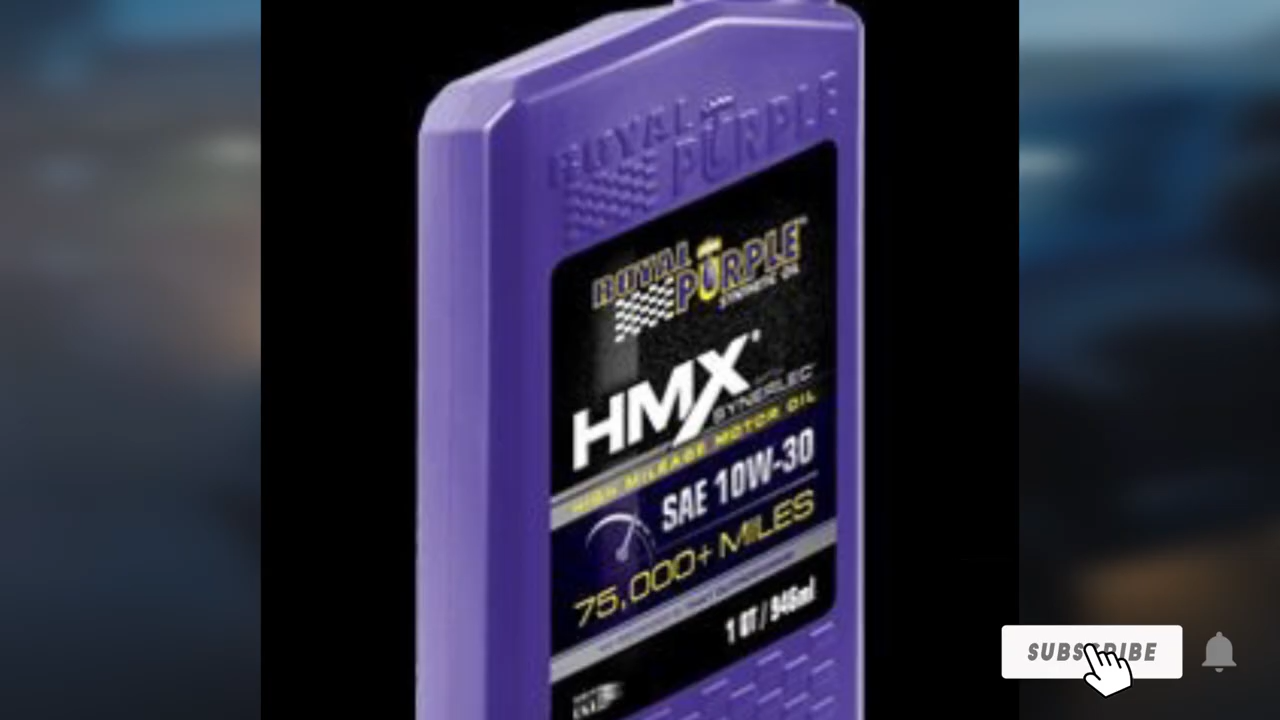 ROYAL
PURPLE
ROYAL
PURPLE™
SYNTHETIC OIL
HMX®
SYNERLEC
HIGH MILEAGE MOTOR OIL
SAE 10W-30
75,000+ MILES
1 QT / 946ml
SUBSCRIBE